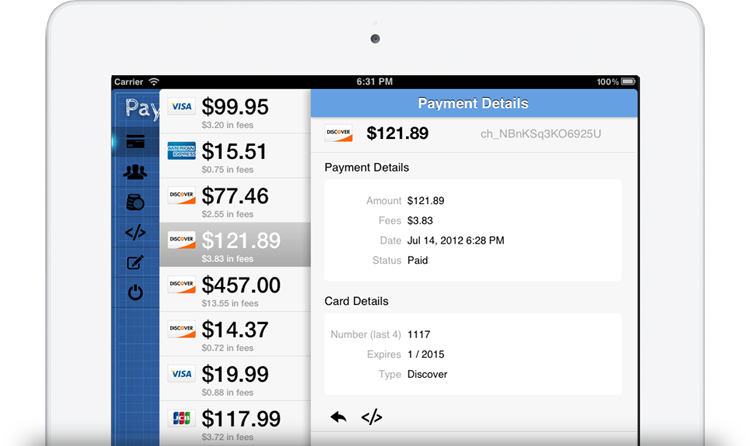 Carrier 6:31 PM 100%
Pay
VISA $99.95
$3.20 in fees
AMERICAN EXPRESS $15.51
$0.75 in fees
DISCOVER $77.46
$2.55 in fees
DISCOVER $121.89
$3.83 in fees
DISCOVER $457.00
$13.55 in fees
DISCOVER $14.37
$0.72 in fees
VISA $19.99
$0.88 in fees
JCB $117.99
$3.72 in fees
Payment Details
DISCOVER $121.89 ch_NBnKSq3KO6925U
Payment Details
Amount $121.89
Fees $3.83
Date Jul 14, 2012 6:28 PM
Status Paid
Card Details
Number (last 4) 1117
Expires 1 / 2015
Type Discover